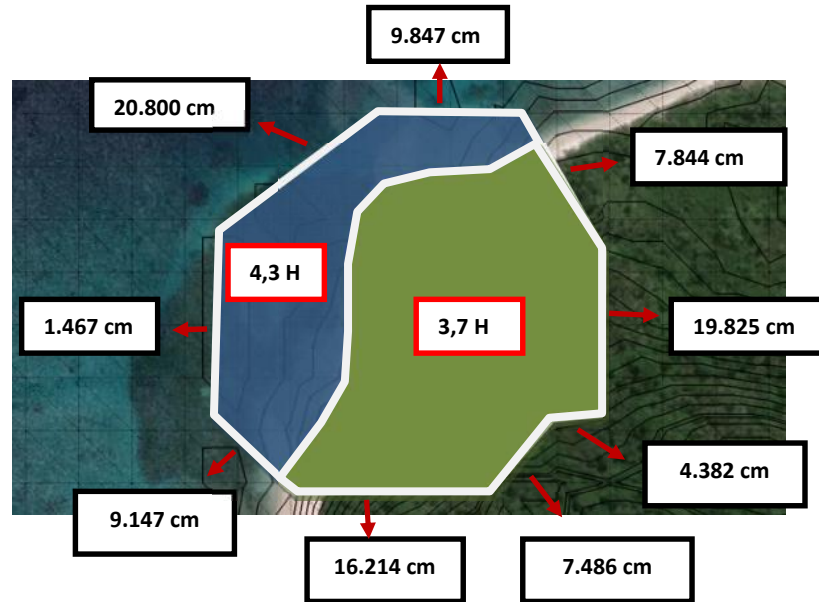 9.847 cm
20.800 cm
7.844 cm
4,3 H
1.467 cm
3,7 H
19.825 cm
4.382 cm
9.147 cm
16.214 cm
7.486 cm